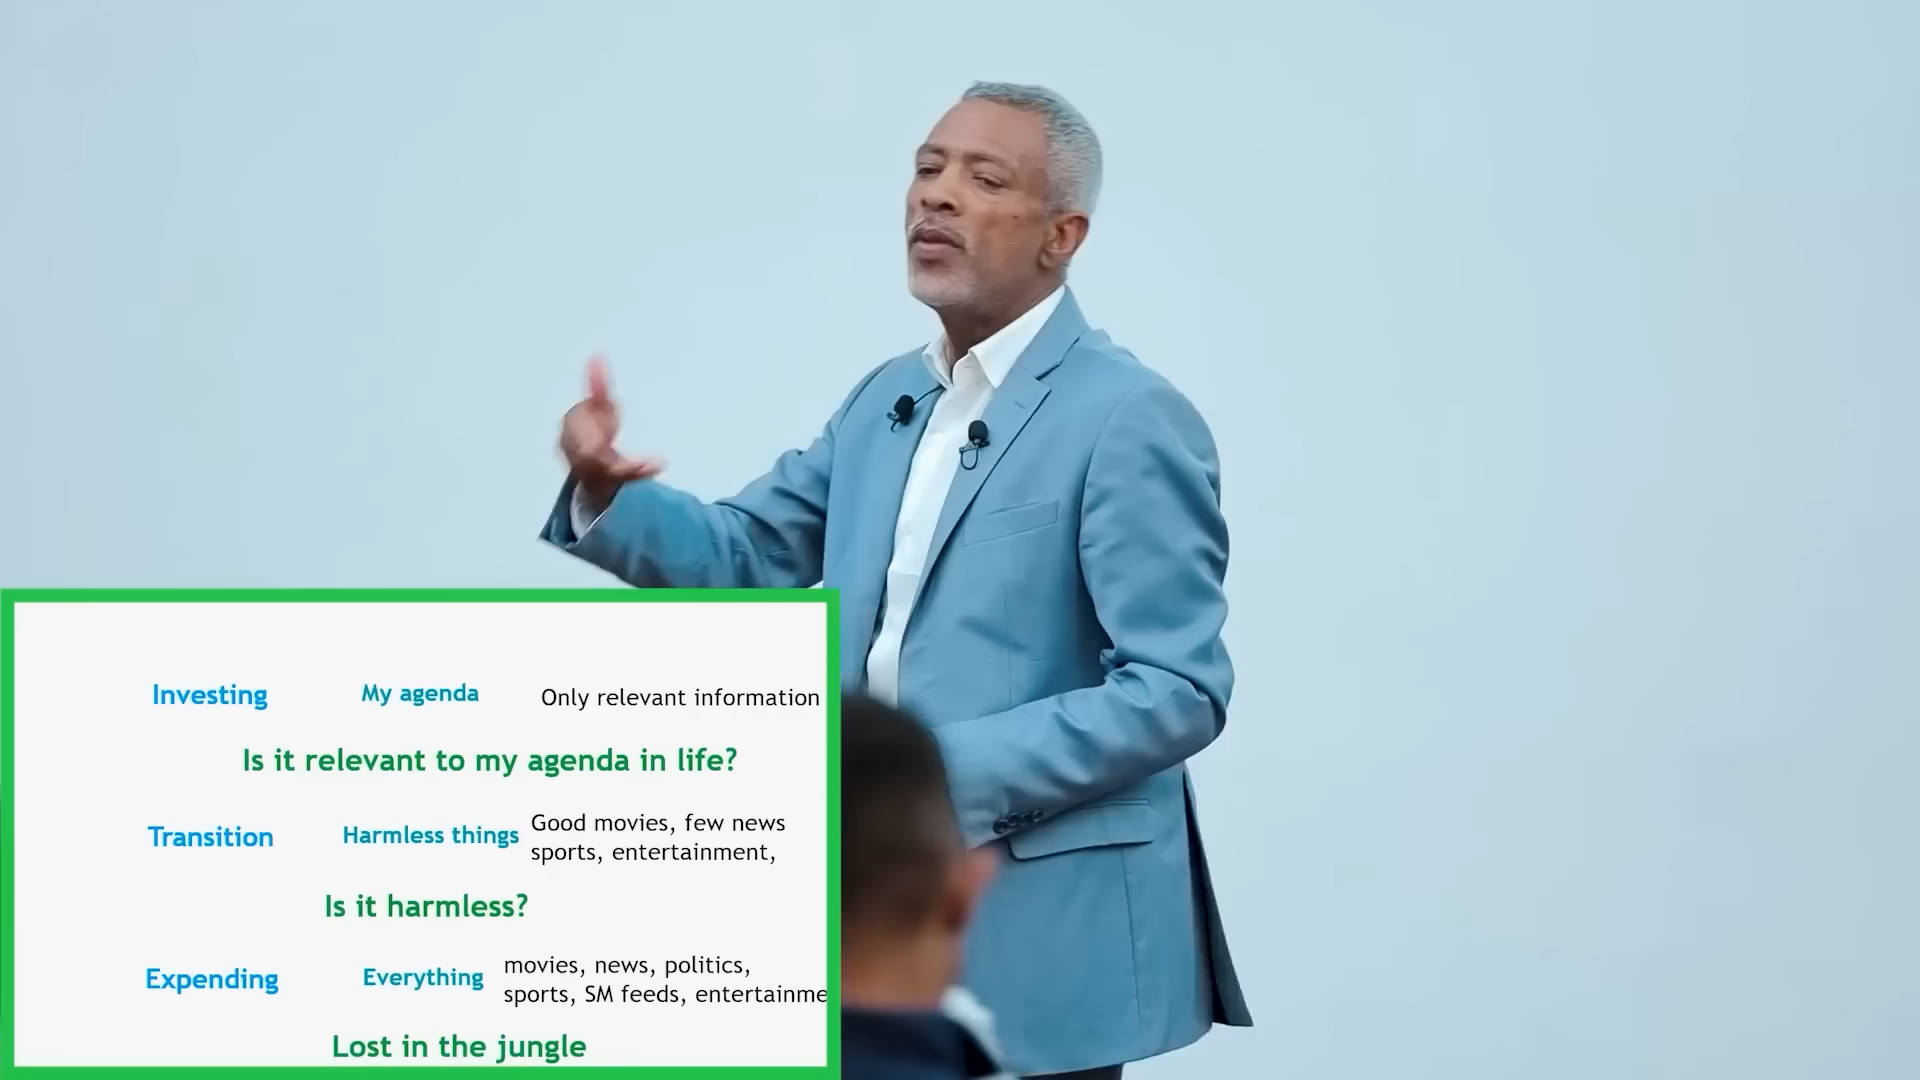 Investing My agenda Only relevant information
Is it relevant to my agenda in life?
Transition Harmless things Good movies, few news
sports, entertainment,
Is it harmless?
Expending Everything movies, news, politics,
sports, SM feeds, entertainme
Lost in the jungle